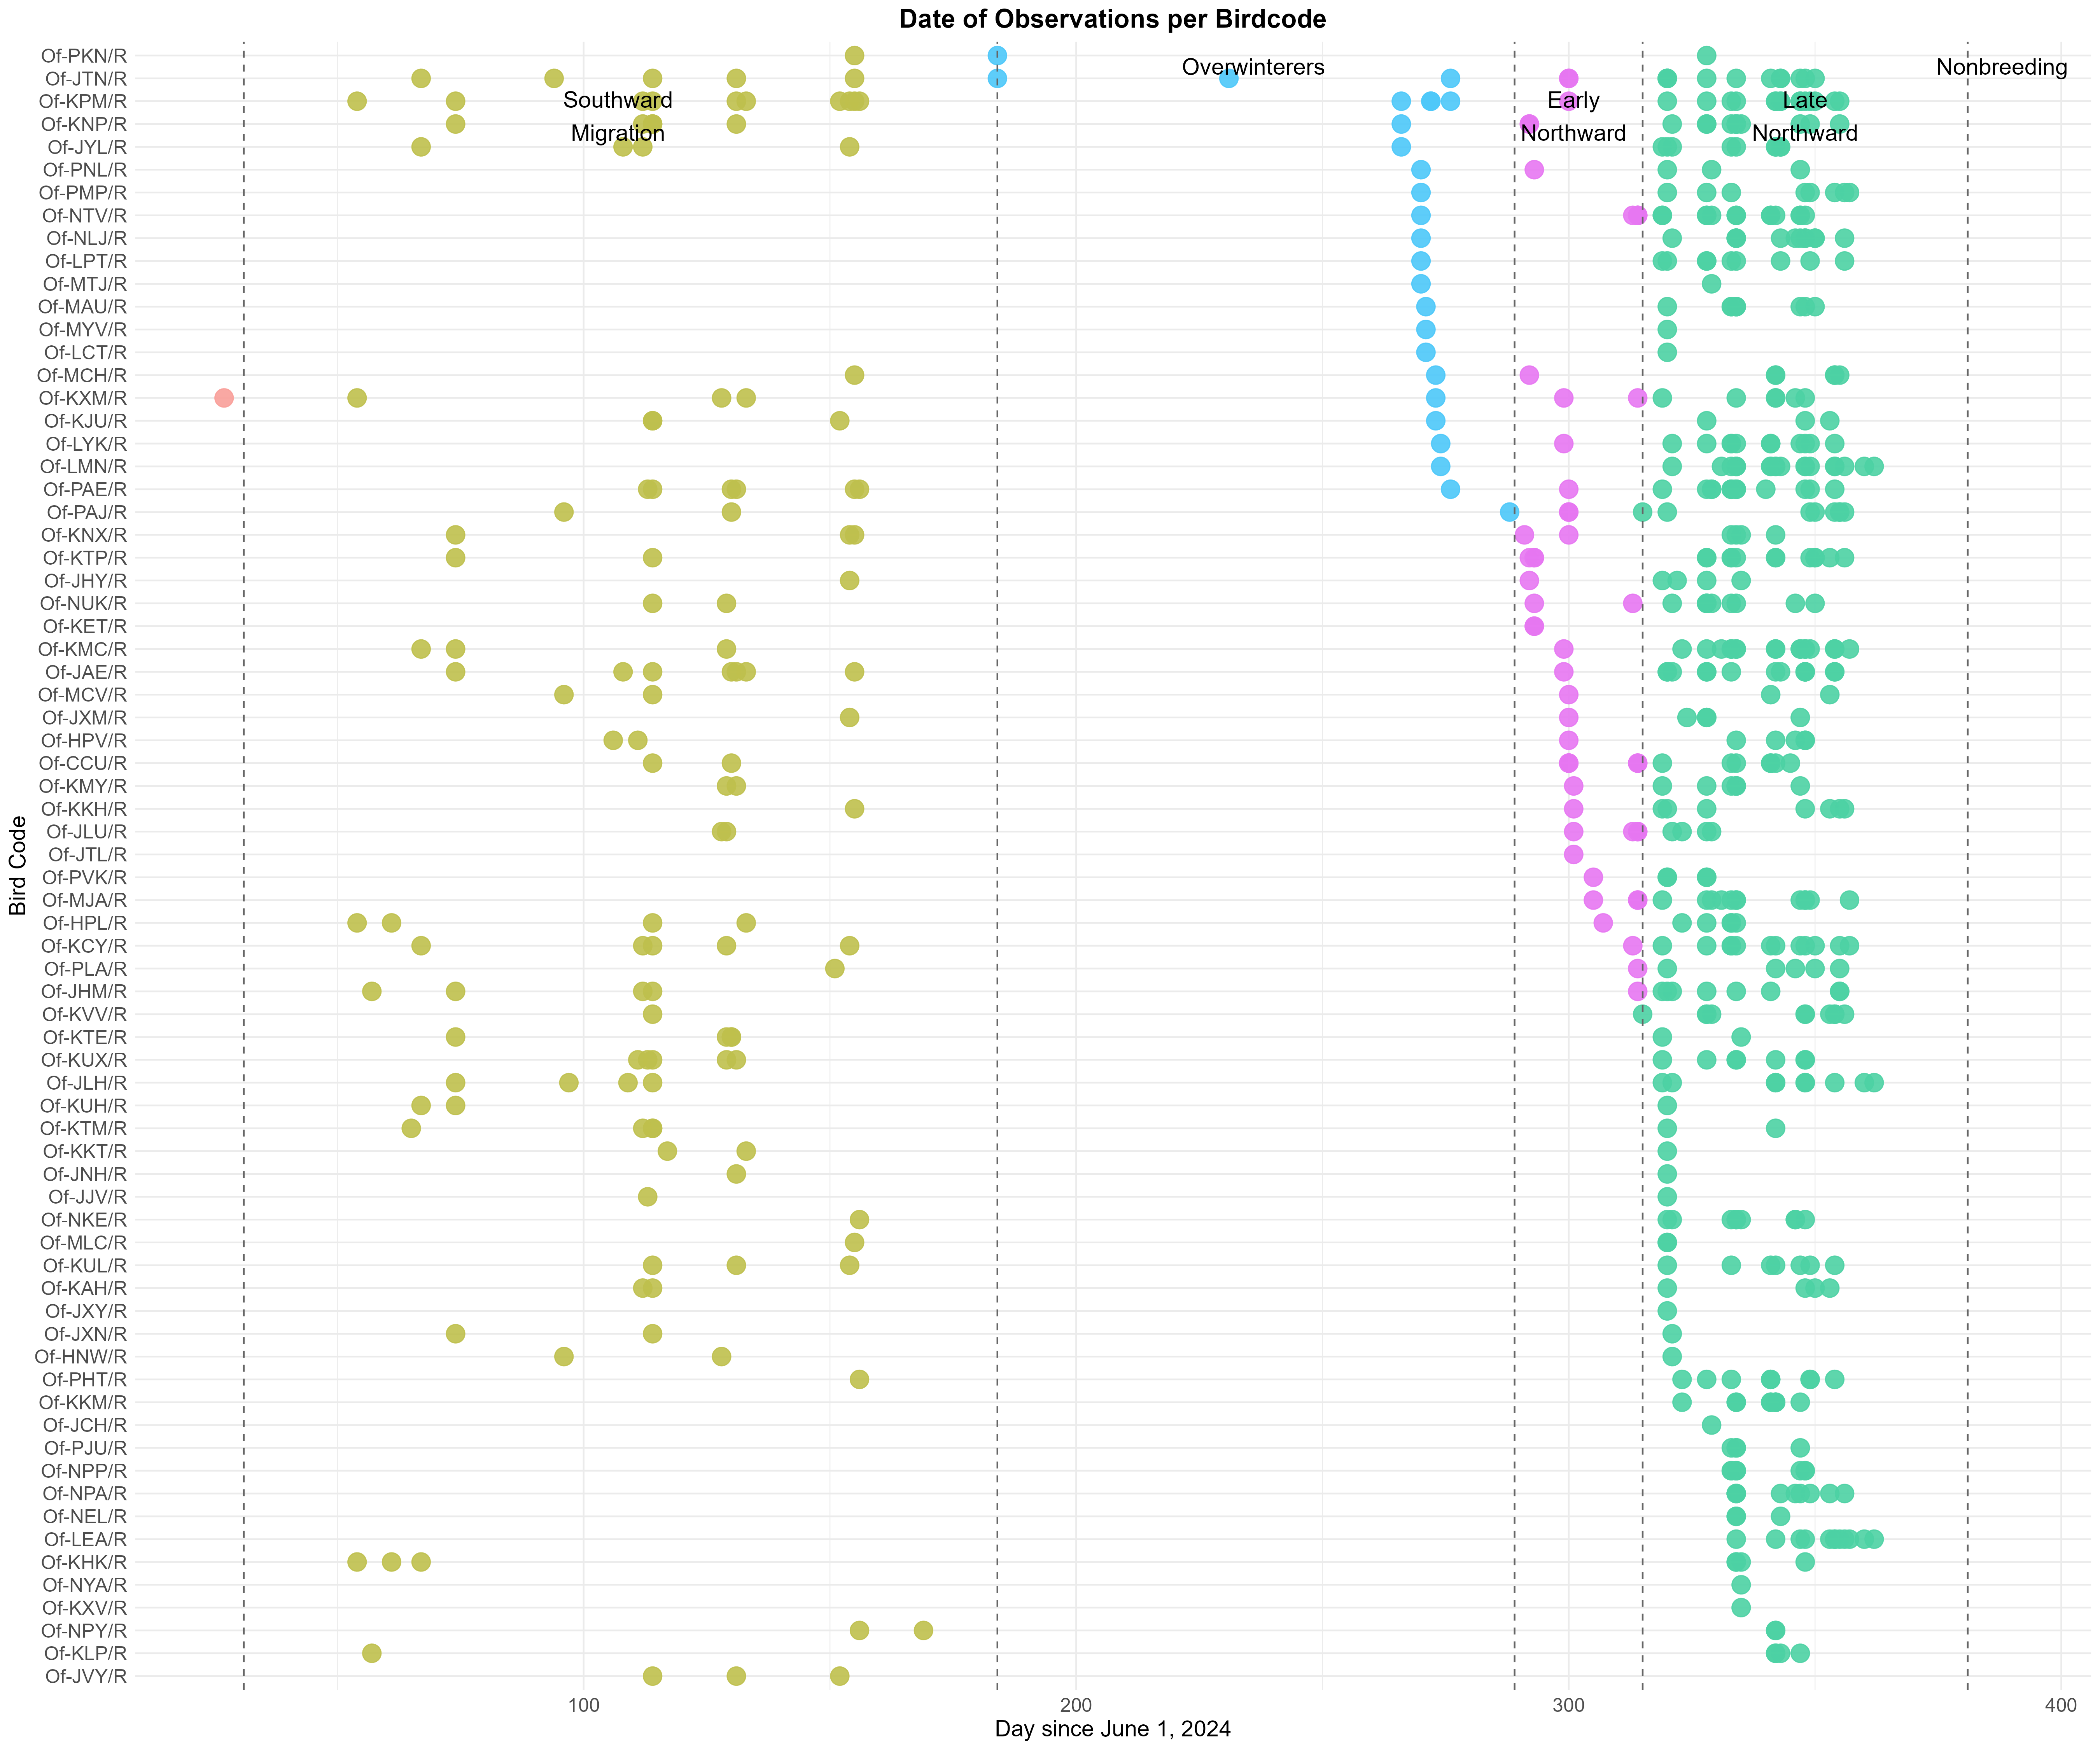 Date of Observations per Birdcode
Overwinterers
Nonbreeding
Southward
Migration
Early
Northward
Late
Northward
Bird Code
Of-PKN/R
Of-JTN/R
Of-KPM/R
Of-KNP/R
Of-JYL/R
Of-PNL/R
Of-PMP/R
Of-NTV/R
Of-NLJ/R
Of-LPT/R
Of-MTJ/R
Of-MAU/R
Of-MYV/R
Of-LCT/R
Of-MCH/R
Of-KXM/R
Of-KJU/R
Of-LYK/R
Of-LMN/R
Of-PAE/R
Of-PAJ/R
Of-KNX/R
Of-KTP/R
Of-JHY/R
Of-NUK/R
Of-KET/R
Of-KMC/R
Of-JAE/R
Of-MCV/R
Of-JXM/R
Of-HPV/R
Of-CCU/R
Of-KMY/R
Of-KKH/R
Of-JLU/R
Of-JTL/R
Of-PVK/R
Of-MJA/R
Of-HPL/R
Of-KCY/R
Of-PLA/R
Of-JHM/R
Of-KVV/R
Of-KTE/R
Of-KUX/R
Of-JLH/R
Of-KUH/R
Of-KTM/R
Of-KKT/R
Of-JNH/R
Of-JJV/R
Of-NKE/R
Of-MLC/R
Of-KUL/R
Of-KAH/R
Of-JXY/R
Of-JXN/R
Of-HNW/R
Of-PHT/R
Of-KKM/R
Of-JCH/R
Of-PJU/R
Of-NPP/R
Of-NPA/R
Of-NEL/R
Of-LEA/R
Of-KHK/R
Of-NYA/R
Of-KXV/R
Of-NPY/R
Of-KLP/R
Of-JVY/R
100 200 300 400
Day since June 1, 2024